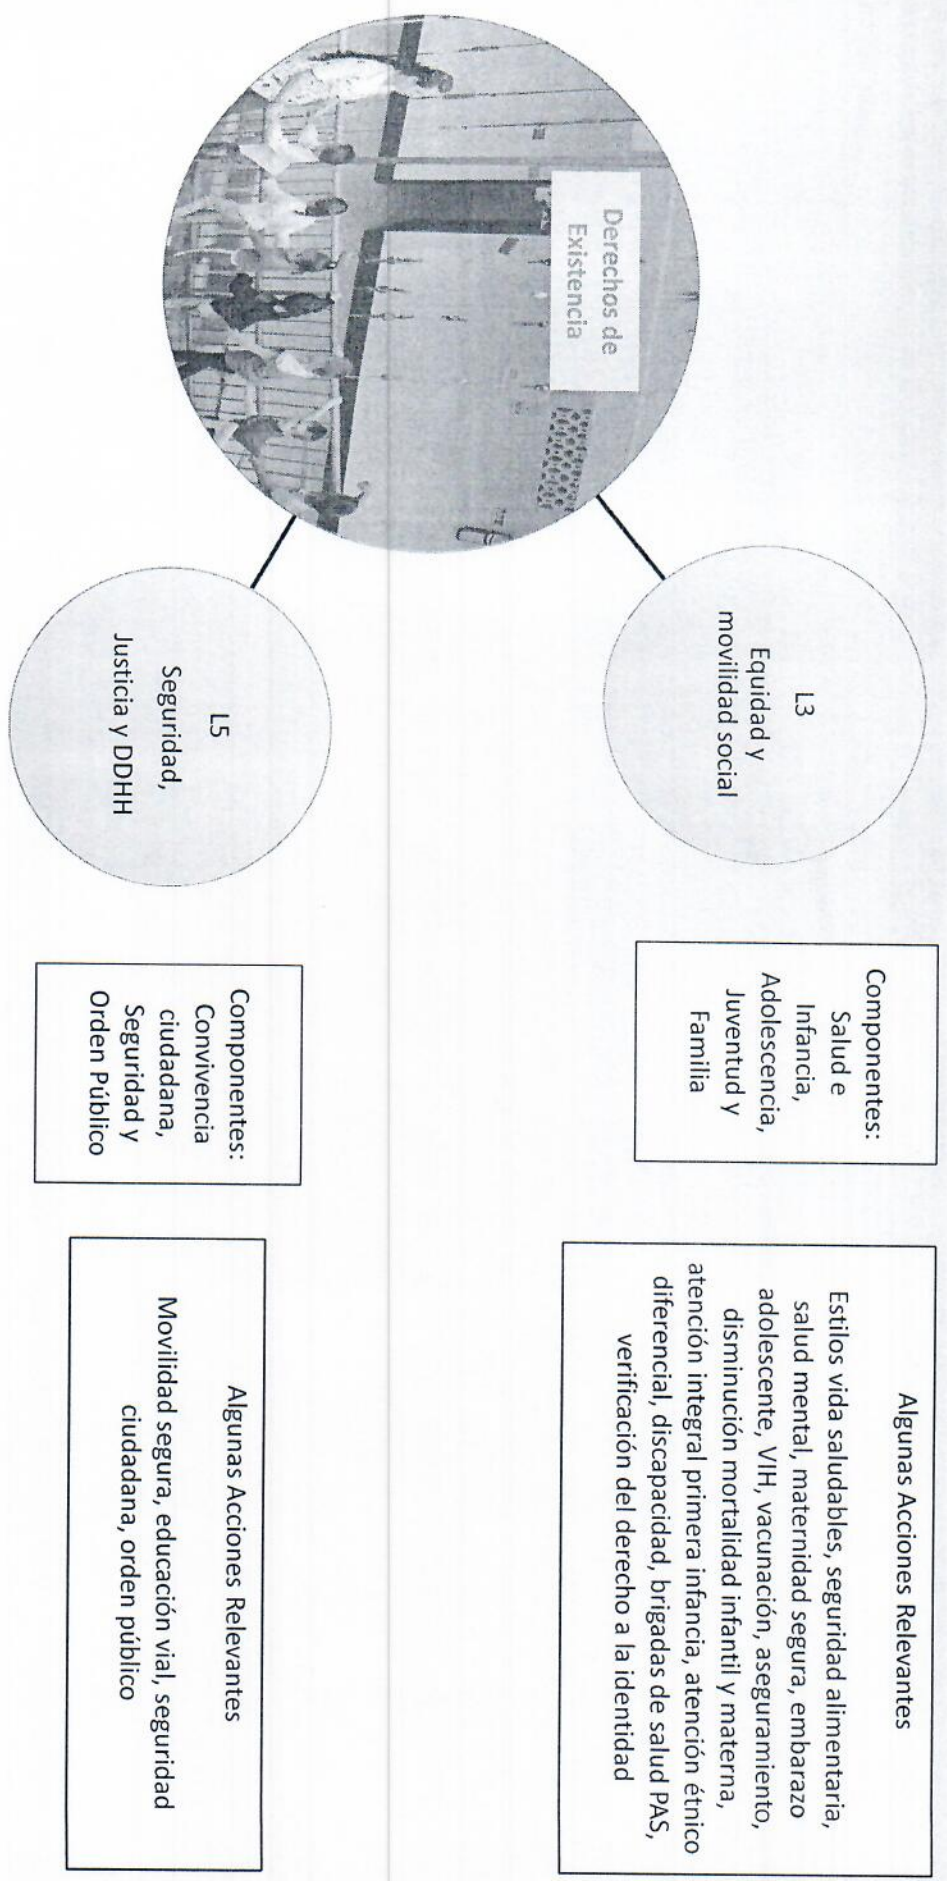 Derechos de
Existencia
L3
Equidad y
movilidad social
Componentes:
Salud e
Infancia,
Adolescencia,
Juventud y
Familia
Algunas Acciones Relevantes
Estilos vida saludables, seguridad alimentaria,
salud mental, maternidad segura, embarazo
adolescente, VIH, vacunación, aseguramiento,
disminución mortalidad infantil y materna,
atención integral primera infancia, atención étnico
diferencial, discapacidad, brigadas de salud PAS,
verificación del derecho a la identidad
L5
Seguridad,
Justicia y DDHH
Componentes:
Convivencia
ciudadana,
Seguridad y
Orden Público
Algunas Acciones Relevantes
Movilidad segura, educación vial, seguridad
ciudadana, orden público